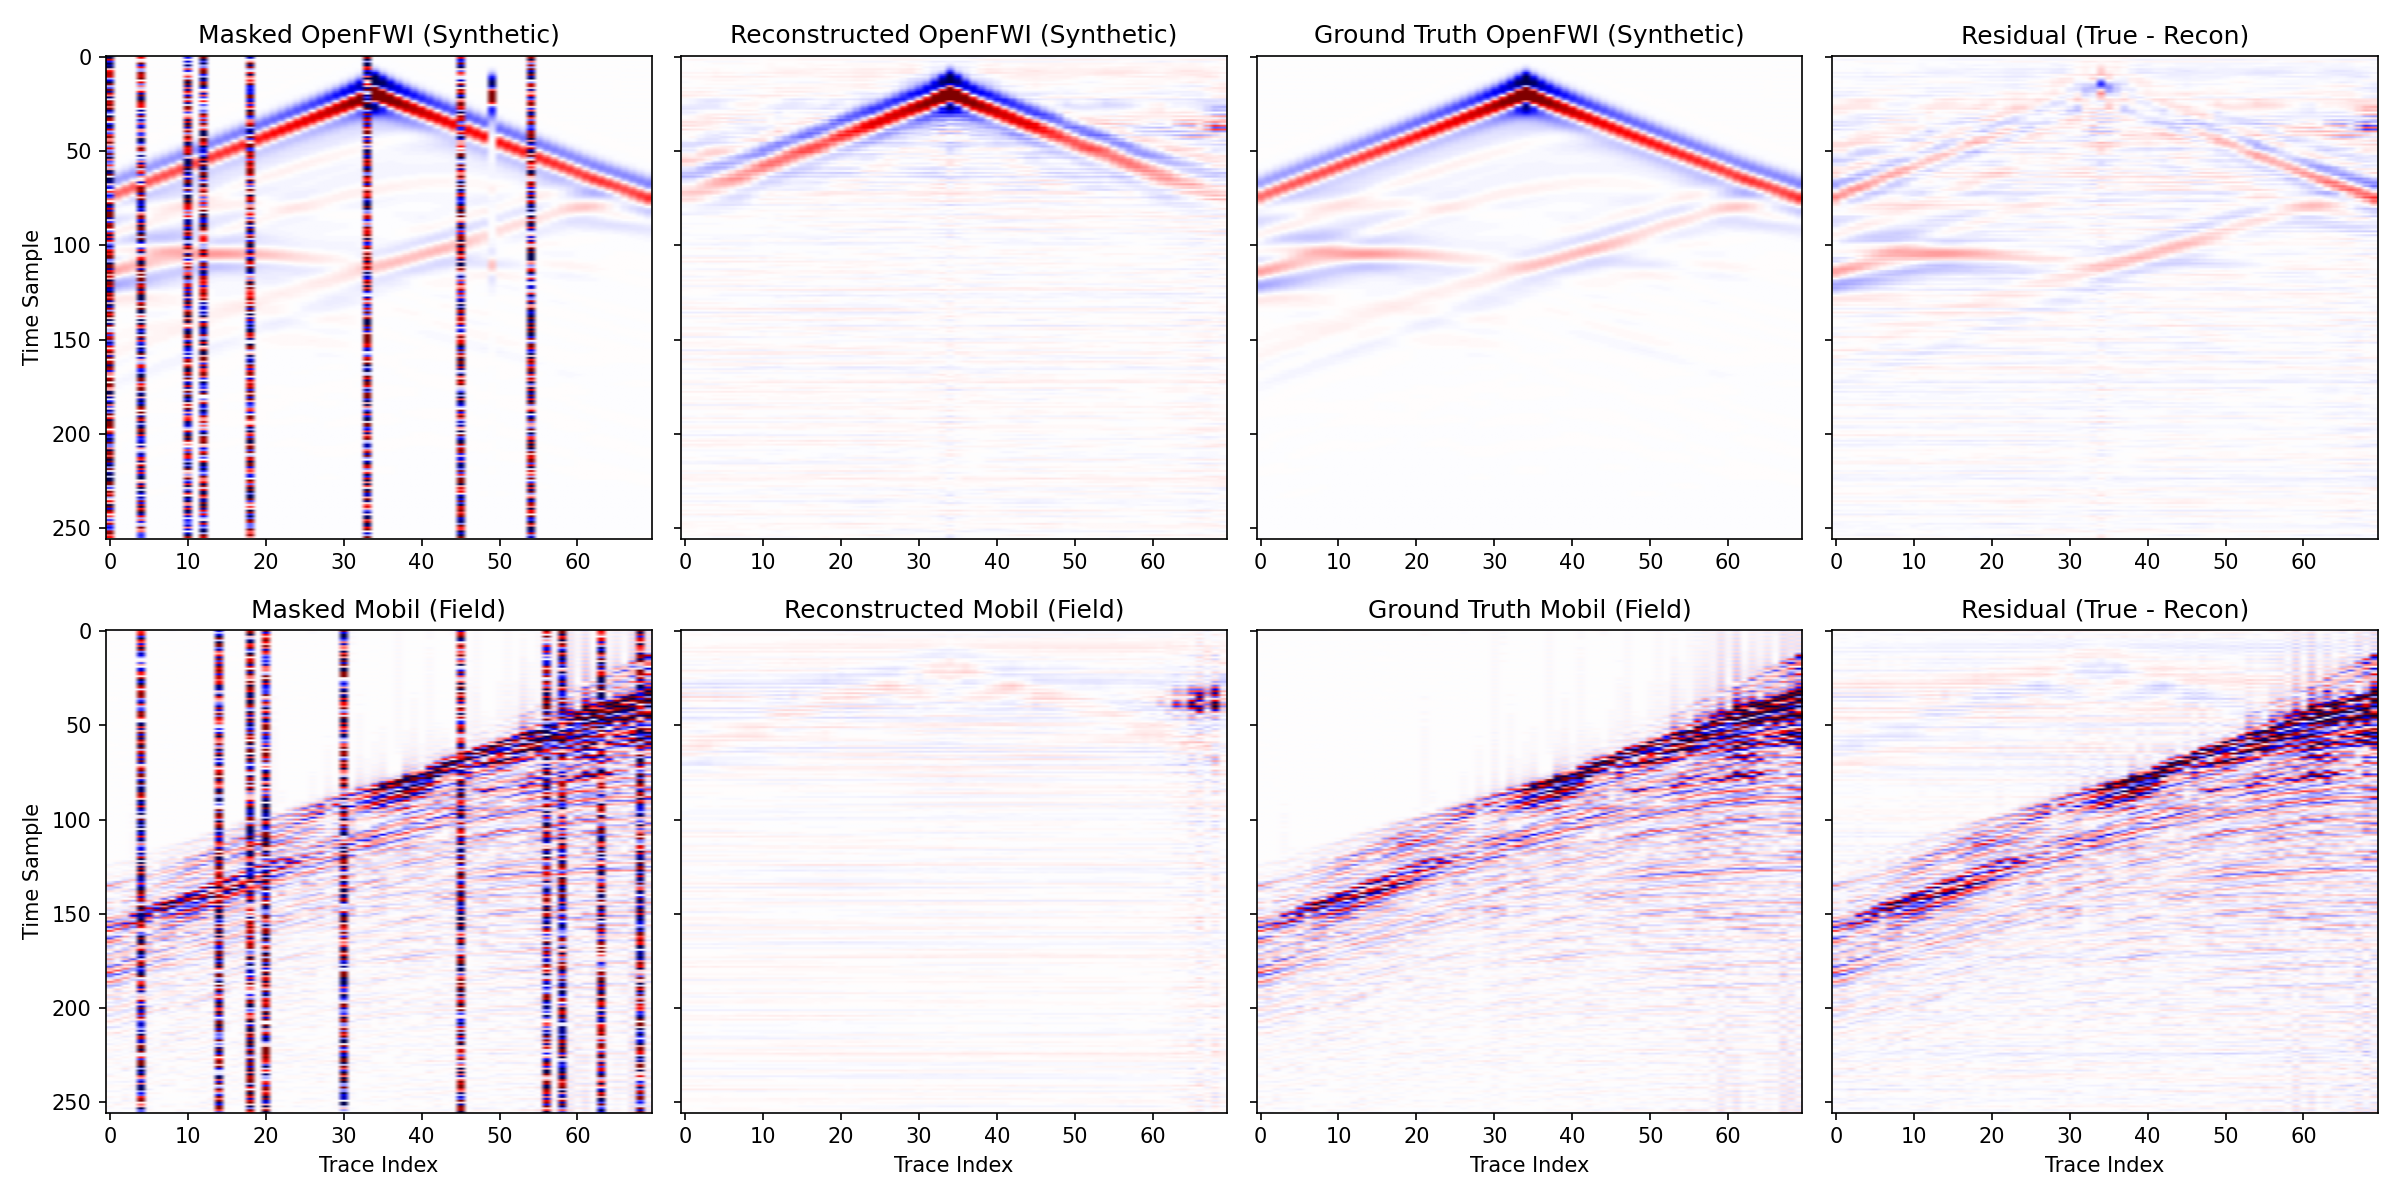 Masked OpenFWI (Synthetic)
Reconstructed OpenFWI (Synthetic)
Ground Truth OpenFWI (Synthetic)
Residual (True - Recon)
Time Sample
0
50
100
150
200
250
0 10 20 30 40 50 60
0 10 20 30 40 50 60
0 10 20 30 40 50 60
0 10 20 30 40 50 60
Masked Mobil (Field)
Reconstructed Mobil (Field)
Ground Truth Mobil (Field)
Residual (True - Recon)
Time Sample
0
50
100
150
200
250
0 10 20 30 40 50 60
0 10 20 30 40 50 60
0 10 20 30 40 50 60
0 10 20 30 40 50 60
Trace Index
Trace Index
Trace Index
Trace Index